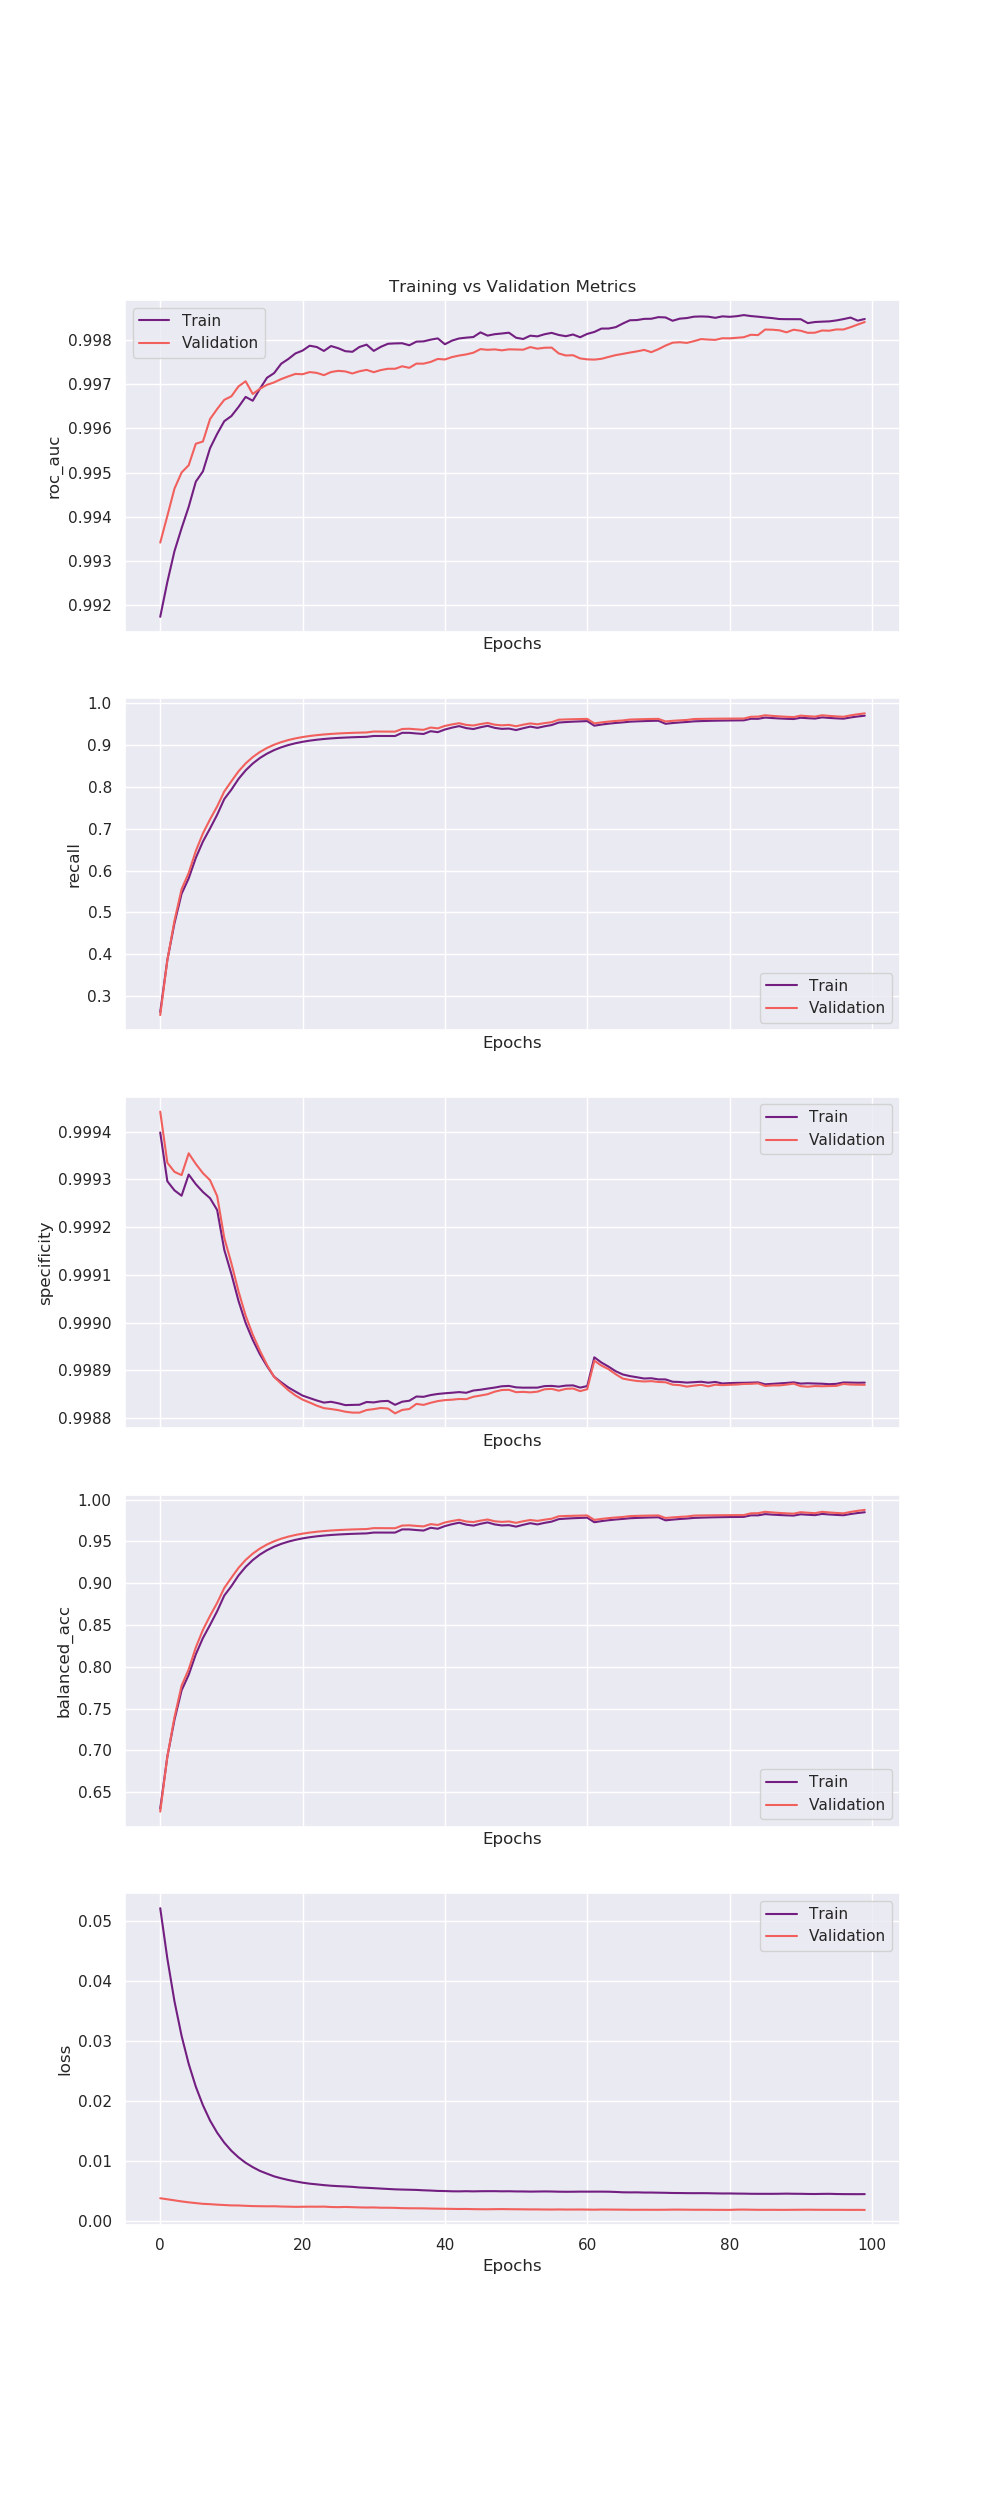 Training vs Validation Metrics
Train
Validation
0.998
0.997
0.996
0.995
0.994
0.993
0.992
roc_auc
Epochs
1.0
0.9
0.8
0.7
0.6
0.5
0.4
0.3
recall
Train
Validation
Epochs
Train
Validation
0.9994
0.9993
0.9992
0.9991
0.9990
0.9989
0.9988
specificity
Epochs
1.00
0.95
0.90
0.85
0.80
0.75
0.70
0.65
balanced_acc
Train
Validation
Epochs
Train
Validation
0.05
0.04
0.03
0.02
0.01
0.00
loss
0 20 40 60 80 100
Epochs